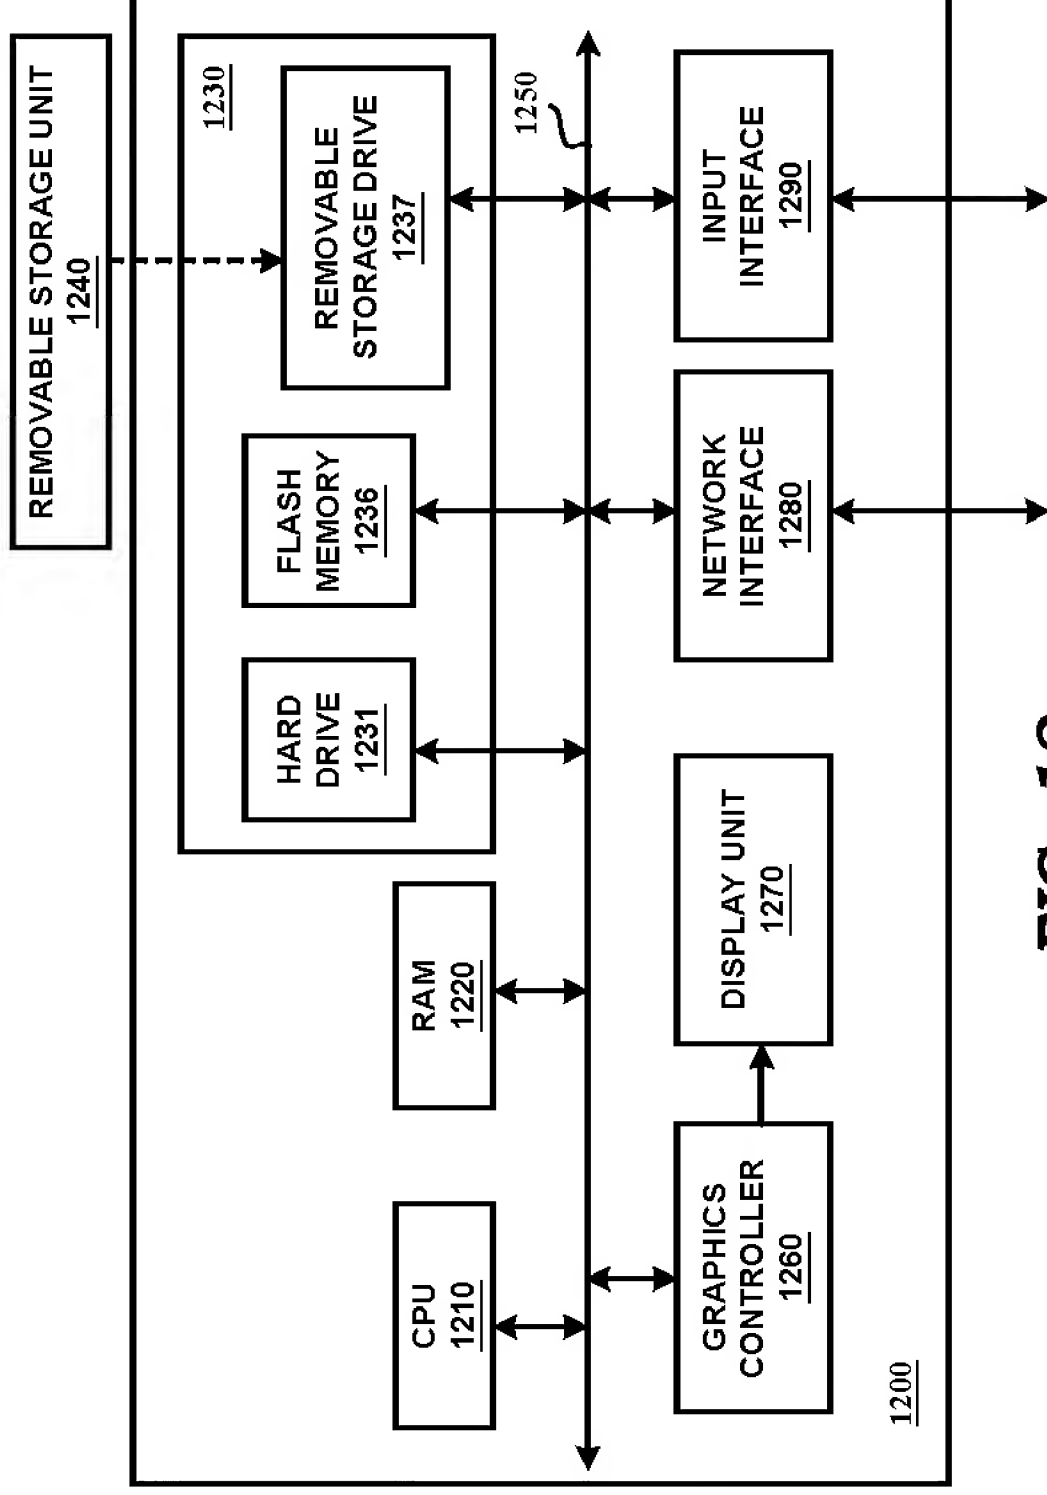 CPU
1210
RAM
1220
1230
HARD
DRIVE
1231
FLASH
MEMORY
1236
REMOVABLE
STORAGE DRIVE
1237
REMOVABLE STORAGE UNIT
1240
1250
GRAPHICS
CONTROLLER
1260
DISPLAY UNIT
1270
NETWORK
INTERFACE
1280
INPUT
INTERFACE
1290
1200